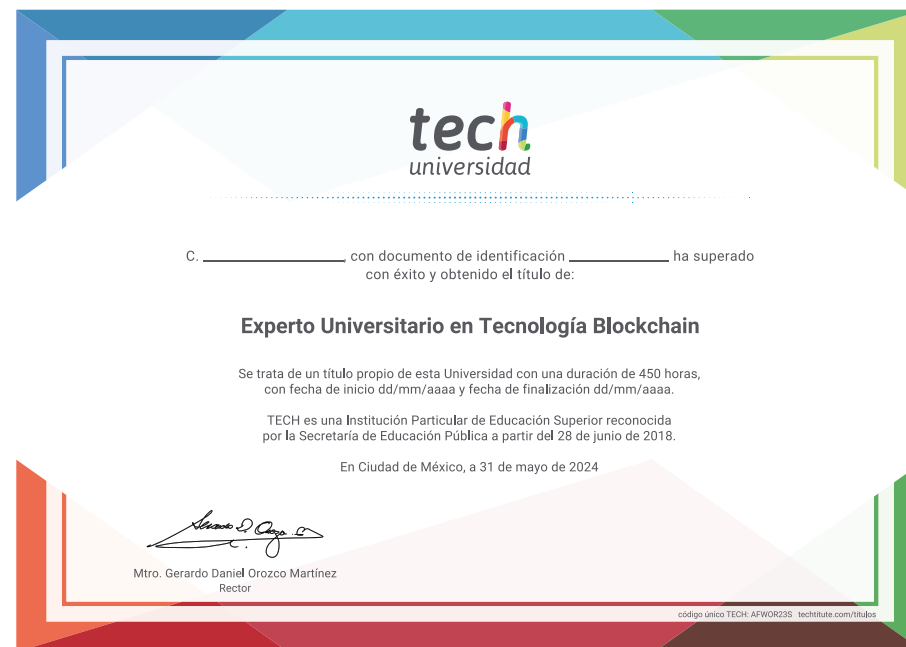 tech
universidad
C. ____________, con documento de identificación ____________ ha superado
con éxito y obtenido el título de:
Experto Universitario en Tecnología Blockchain
Se trata de un título propio de esta Universidad con una duración de 450 horas,
con fecha de inicio dd/mm/aaaa y fecha de finalización dd/mm/aaaa.
TECH es una Institución Particular de Educación Superior reconocida
por la Secretaría de Educación Pública a partir del 28 de junio de 2018.
En Ciudad de México, a 31 de mayo de 2024
Mtro. Gerardo Daniel Orozco Martínez
Rector
código único TECH: AFWOR23S techtitute.com/titulos